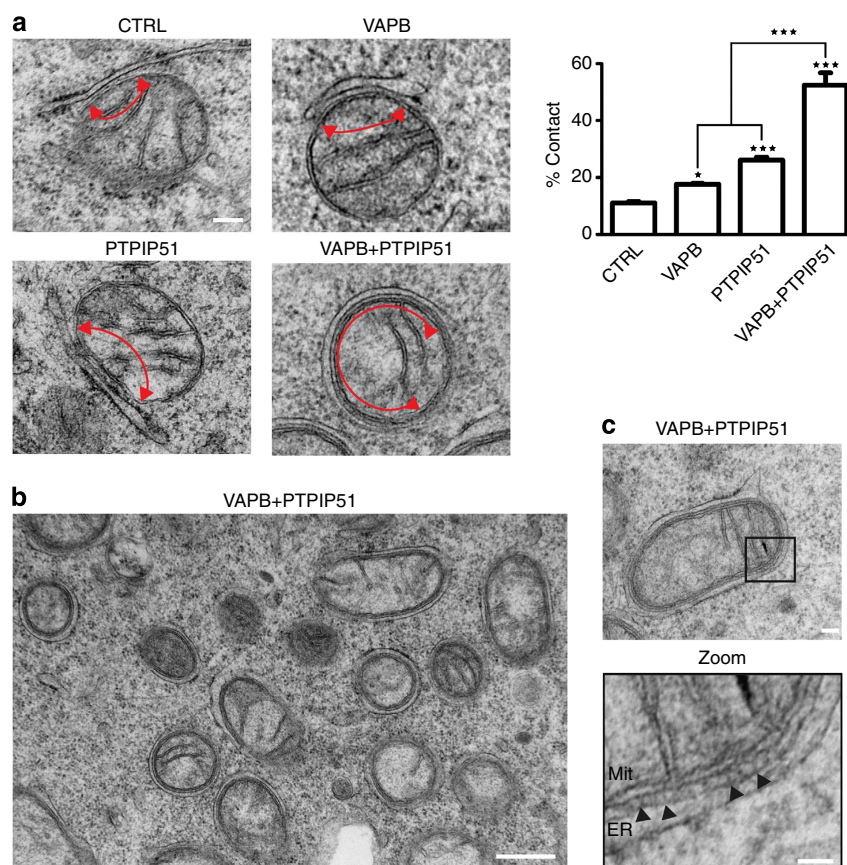 a
CTRL
VAPB
PTPIP51
VAPB+PTPIP51
% Contact
60
40
20
0
★
★★★
★★★
★★★
CTRL
VAPB
PTPIP51
VAPB+PTPIP51
b
VAPB+PTPIP51
c
VAPB+PTPIP51
Zoom
Mit
ER